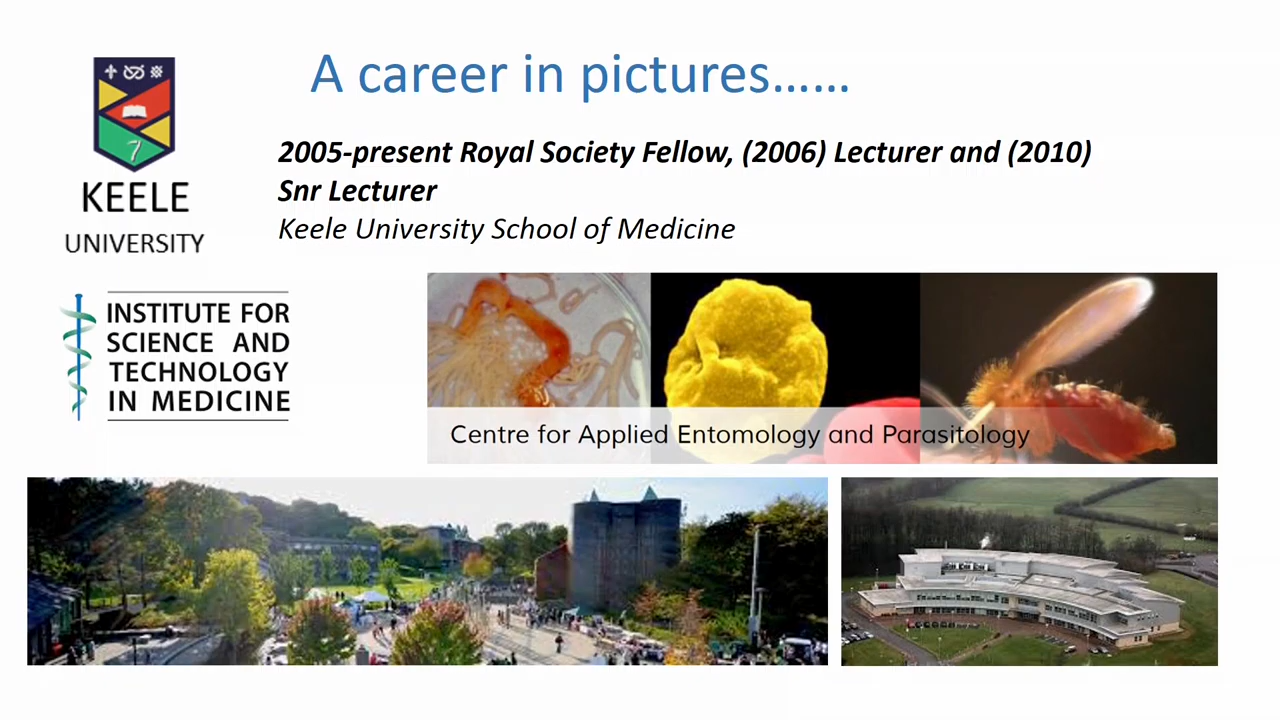 A career in pictures……
KEELE
UNIVERSITY
2005-present Royal Society Fellow, (2006) Lecturer and (2010)
Snr Lecturer
Keele University School of Medicine
INSTITUTE FOR
SCIENCE AND
TECHNOLOGY
IN MEDICINE
Centre for Applied Entomology and Parasitology